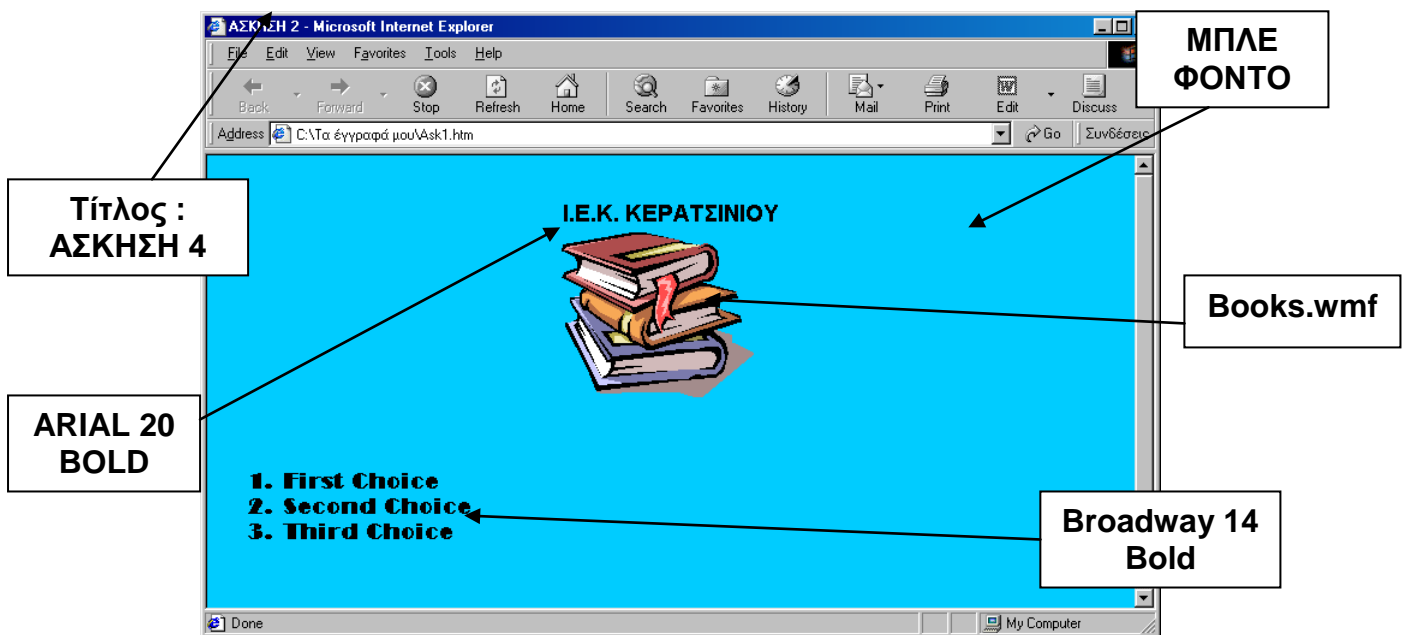 ΑΣΚΗΣΗ 2 - Microsoft Internet Explorer
File Edit View Favorites Tools Help
Back Forward Stop Refresh Home Search Favorites History Mail Print Edit Discuss
Address C:\Τα έγγραφά μου\Ask1.htm Go Συνδέσεις
ΜΠΛΕ
ΦΟΝΤΟ
Τίτλος :
ΑΣΚΗΣΗ 4
Ι.Ε.Κ. ΚΕΡΑΤΣΙΝΙΟΥ
Books.wmf
ARIAL 20
BOLD
1. First Choice
2. Second Choice
3. Third Choice
Broadway 14
Bold
Done My Computer